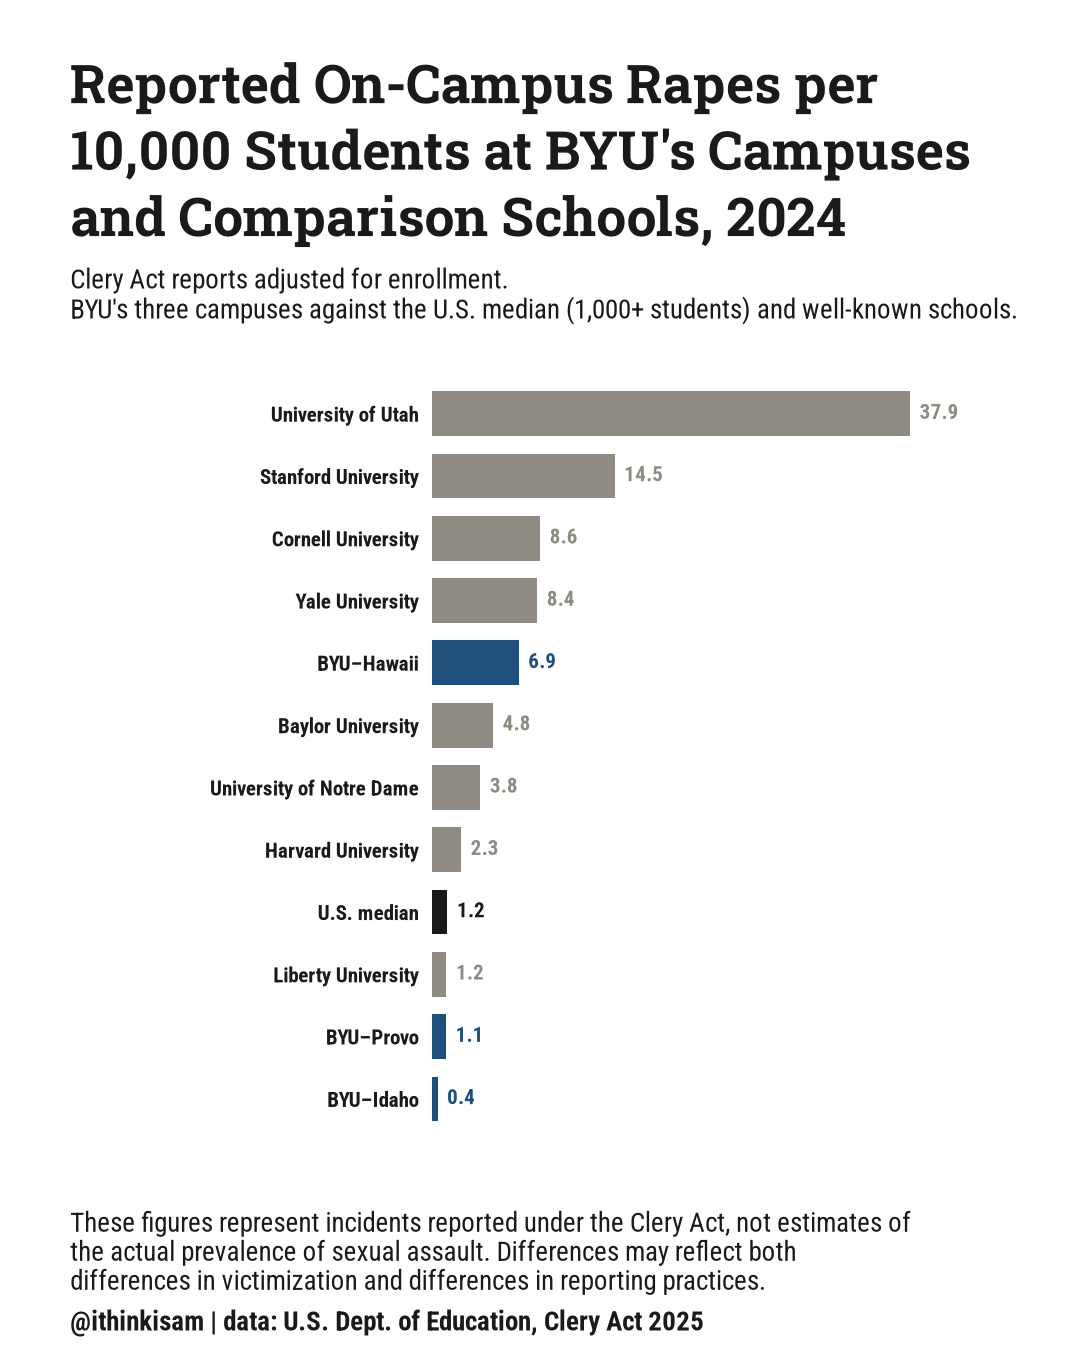 Reported On-Campus Rapes per
10,000 Students at BYU's Campuses
and Comparison Schools, 2024
Clery Act reports adjusted for enrollment.
BYU's three campuses against the U.S. median (1,000+ students) and well-known schools.
University of Utah 37.9
Stanford University 14.5
Cornell University 8.6
Yale University 8.4
BYU–Hawaii 6.9
Baylor University 4.8
University of Notre Dame 3.8
Harvard University 2.3
U.S. median 1.2
Liberty University 1.2
BYU–Provo 1.1
BYU–Idaho 0.4
These figures represent incidents reported under the Clery Act, not estimates of
the actual prevalence of sexual assault. Differences may reflect both
differences in victimization and differences in reporting practices.
@ithinkisam | data: U.S. Dept. of Education, Clery Act 2025